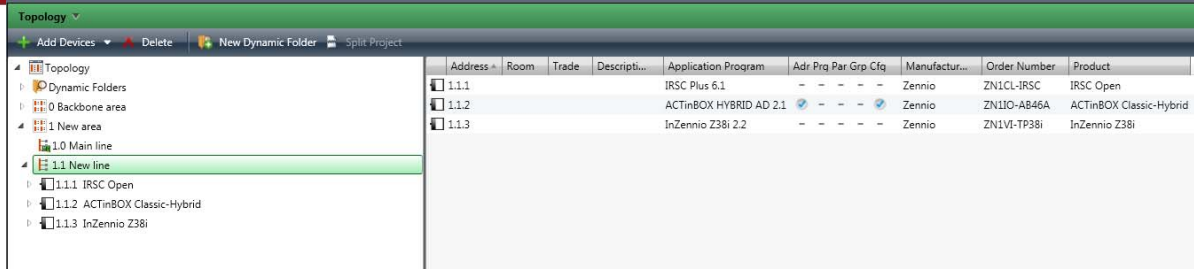 Topology
Add Devices Delete New Dynamic Folder Split Project
Topology
Dynamic Folders
0 Backbone area
1 New area
1.0 Main line
1.1 New line
1.1.1 IRSC Open
1.1.2 ACTinBOX Classic-Hybrid
1.1.3 InZennio Z38i
Address Room Trade Descripti... Application Program Adr Prg Par Grp Cfg Manufactur... Order Number Product
1.1.1 IRSC Plus 6.1 - - - - - Zennio ZN1CL-IRSC IRSC Open
1.1.2 ACTinBOX HYBRID AD 2.1 - - - Zennio ZN1IO-AB46A ACTinBOX Classic-Hybrid
1.1.3 InZennio Z38i 2.2 - - - - - Zennio ZN1VI-TP38i InZennio Z38i